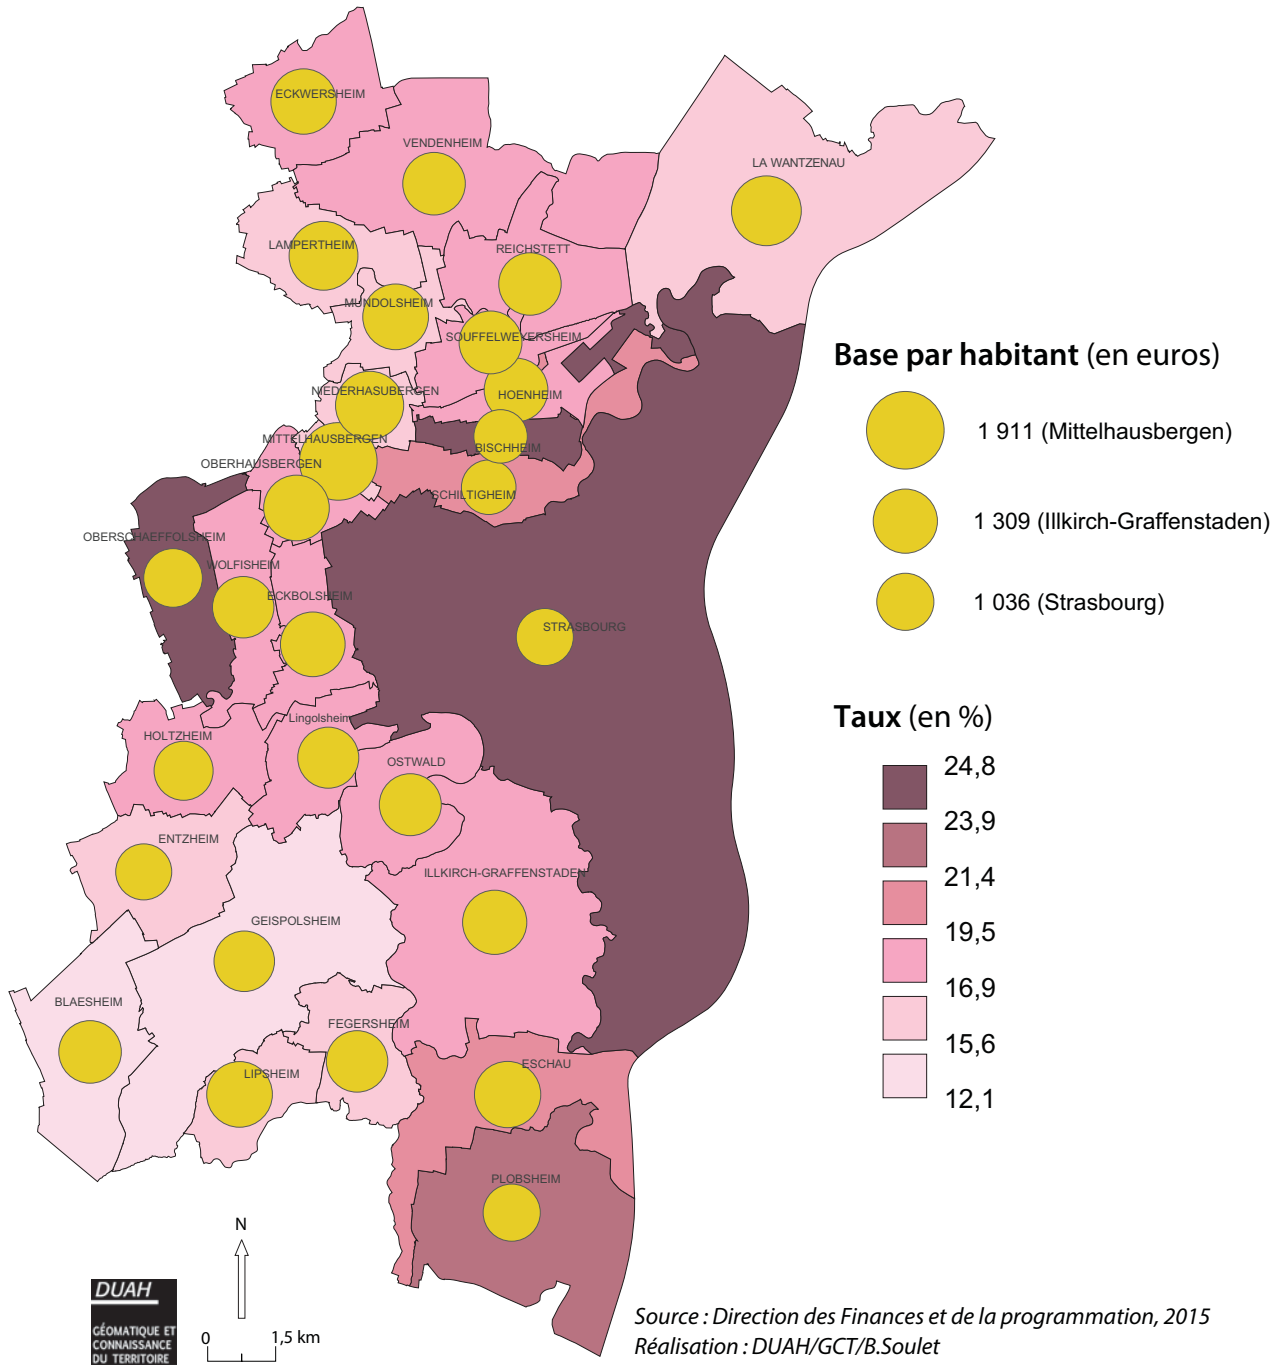 ECKWERSHEIM
VENDENHEIM
LA WANTZENAU
LAMPERTHEIM
REICHSTETT
MUNDOLSHEIM
SOUFFELWEYERSHEIM
NIEDERHASUBERGEN
HOENHEIM
MITTELHAUSBERGEN
BISCHHEIM
OBERHAUSBERGEN
SCHILTIGHEIM
OBERSCHAEFFOLSHEIM
WOLFISHEIM
ECKBOLSHEIM
STRASBOURG
Lingolsheim
HOLTZHEIM
OSTWALD
ENTZHEIM
ILLKIRCH-GRAFFENSTADEN
GEISPOLSHEIM
BLAESHEIM
FEGERSHEIM
LIPSHEIM
ESCHAU
PLOBSHEIM
Base par habitant (en euros)
1 911 (Mittelhausbergen)
1 309 (Illkirch-Graffenstaden)
1 036 (Strasbourg)
Taux (en %)
24,8
23,9
21,4
19,5
16,9
15,6
12,1
N
0 1,5 km
DUAH
GÉOMATIQUE ET
CONNAISSANCE
DU TERRITOIRE
Source : Direction des Finances et de la programmation, 2015
Réalisation : DUAH/GCT/B.Soulet